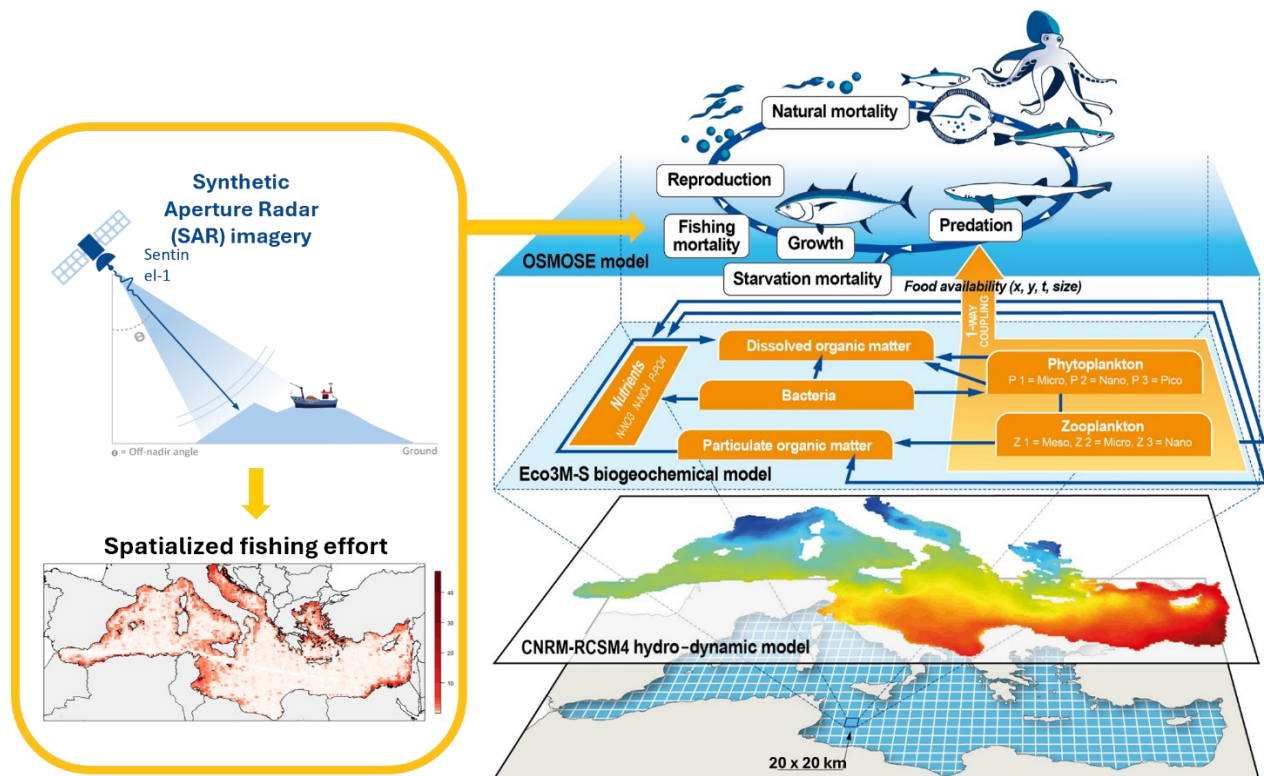 Synthetic
Aperture Radar
(SAR) imagery
Sentin
el-1
Θ
Θ = Off-nadir angle
Ground
Spatialized fishing effort
40
30
20
10
Natural mortality
Reproduction
Fishing
mortality
Growth
Predation
Starvation mortality
OSMOSE model
Food availability (x, y, t, size)
1-WAY
COUPLING
Nutrients
N-NO3 N-NO4 P-PO4
Dissolved organic matter
Bacteria
Particulate organic matter
Phytoplankton
P 1 = Micro, P 2 = Nano, P 3 = Pico
Zooplankton
Z 1 = Meso, Z 2 = Micro, Z 3 = Nano
Eco3M-S biogeochemical model
CNRM-RCSM4 hydro-dynamic model
20 x 20 km